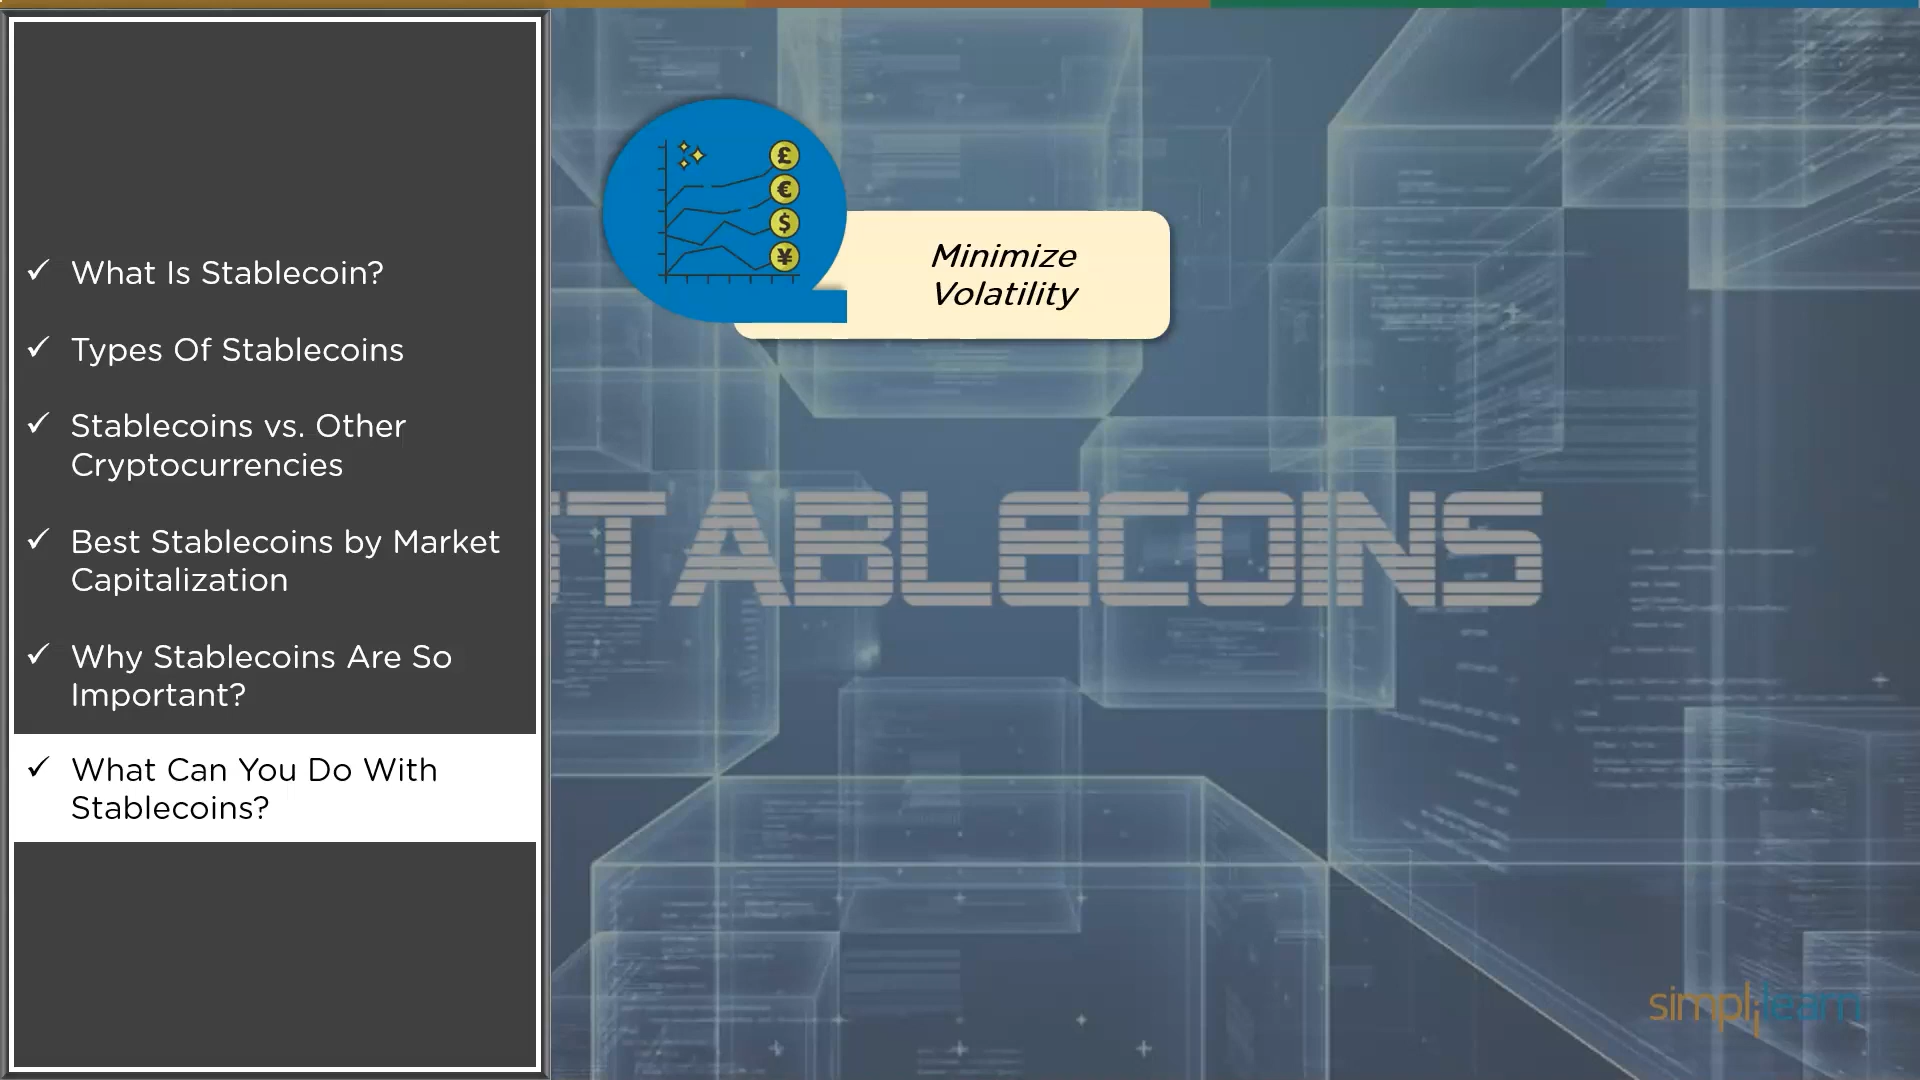 ✓ What Is Stablecoin?
✓ Types Of Stablecoins
✓ Stablecoins vs. Other
Cryptocurrencies
✓ Best Stablecoins by Market
Capitalization
✓ Why Stablecoins Are So
Important?
✓ What Can You Do With
Stablecoins?
£
€
$
¥
Minimize
Volatility
STABLECOINS
simplilearn